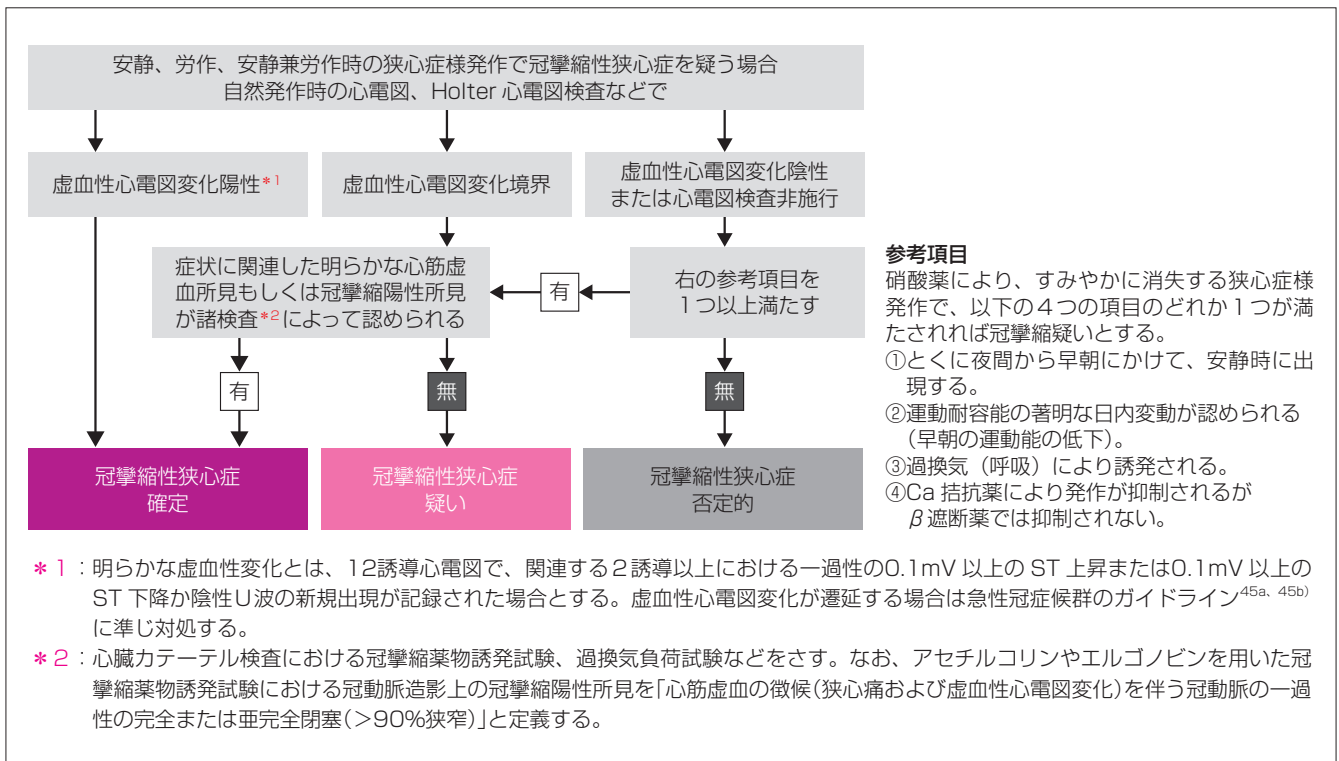 安静、労作、安静兼労作時の狭心症様発作で冠攣縮性狭心症を疑う場合
自然発作時の心電図、Holter 心電図検査などで
虚血性心電図変化陽性*1
虚血性心電図変化境界
虚血性心電図変化陰性
または心電図検査非施行
症状に関連した明らかな心筋虚
血所見もしくは冠攣縮陽性所見
が諸検査*2によって認められる
有
右の参考項目を
1つ以上満たす
有
無
無
冠攣縮性狭心症
確定
冠攣縮性狭心症
疑い
冠攣縮性狭心症
否定的
参考項目
硝酸薬により、すみやかに消失する狭心症様
発作で、以下の4つの項目のどれか1つが満
たされれば冠攣縮疑いとする。
①とくに夜間から早朝にかけて、安静時に出
現する。
②運動耐容能の著明な日内変動が認められる
(早朝の運動能の低下)。
③過換気(呼吸)により誘発される。
④Ca 拮抗薬により発作が抑制されるが
β遮断薬では抑制されない。
*1:明らかな虚血性変化とは、12誘導心電図で、関連する2誘導以上における一過性の0.1mV 以上の ST 上昇または0.1mV 以上の
ST 下降か陰性U波の新規出現が記録された場合とする。虚血性心電図変化が遷延する場合は急性冠症候群のガイドライン45a、45b)
に準じ対処する。
*2:心臓カテーテル検査における冠攣縮薬物誘発試験、過換気負荷試験などをさす。なお、アセチルコリンやエルゴノビンを用いた冠
攣縮薬物誘発試験における冠動脈造影上の冠攣縮陽性所見を「心筋虚血の徴候(狭心痛および虚血性心電図変化)を伴う冠動脈の一過
性の完全または亜完全閉塞(>90%狭窄)」と定義する。